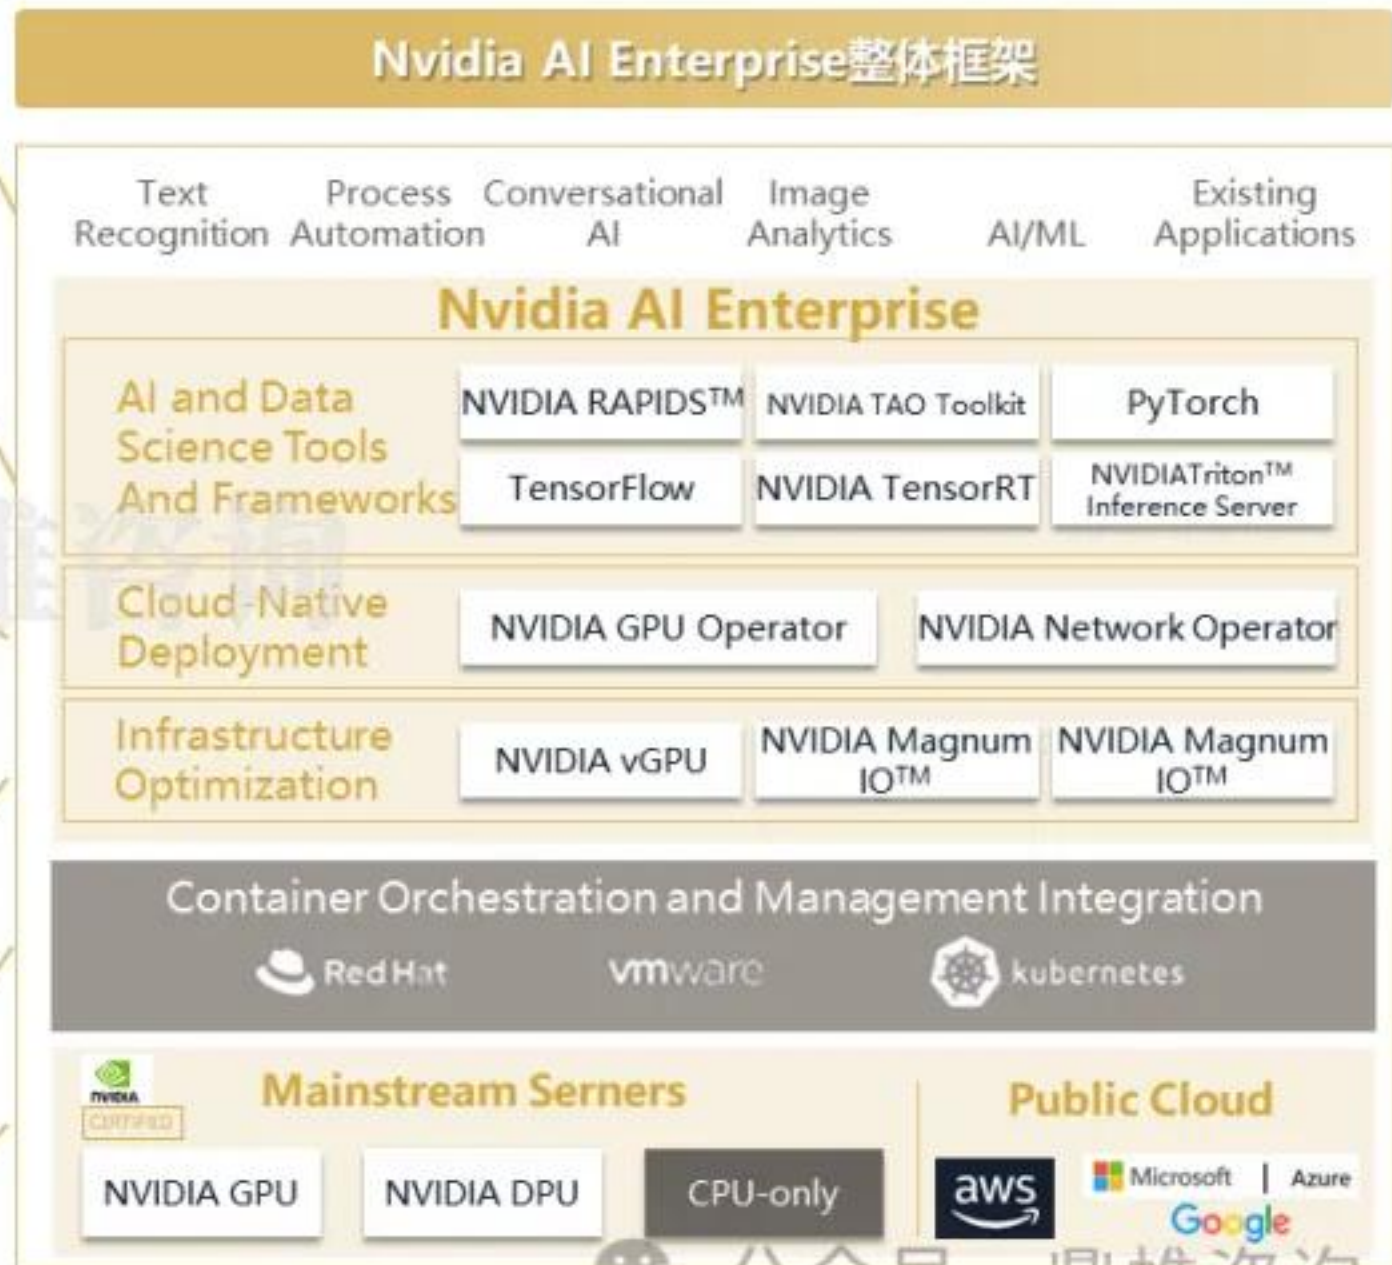 Nvidia AI Enterprise整体框架
Text Recognition
Process Automation
Conversational AI
Image Analytics
AI/ML
Existing Applications
Nvidia AI Enterprise
AI and Data
Science Tools
And Frameworks
NVIDIA RAPIDS™
NVIDIA TAO Toolkit
PyTorch
TensorFlow
NVIDIA TensorRT
NVIDIATriton™
Inference Server
Cloud-Native
Deployment
NVIDIA GPU Operator
NVIDIA Network Operator
Infrastructure
Optimization
NVIDIA vGPU
NVIDIA Magnum
IO™
NVIDIA Magnum
IO™
Container Orchestration and Management Integration
Red Hat
vmware
kubernetes
NVIDIA
CERTIFIED
Mainstream Serners
NVIDIA GPU
NVIDIA DPU
CPU-only
Public Cloud
aws
Microsoft | Azure
Google